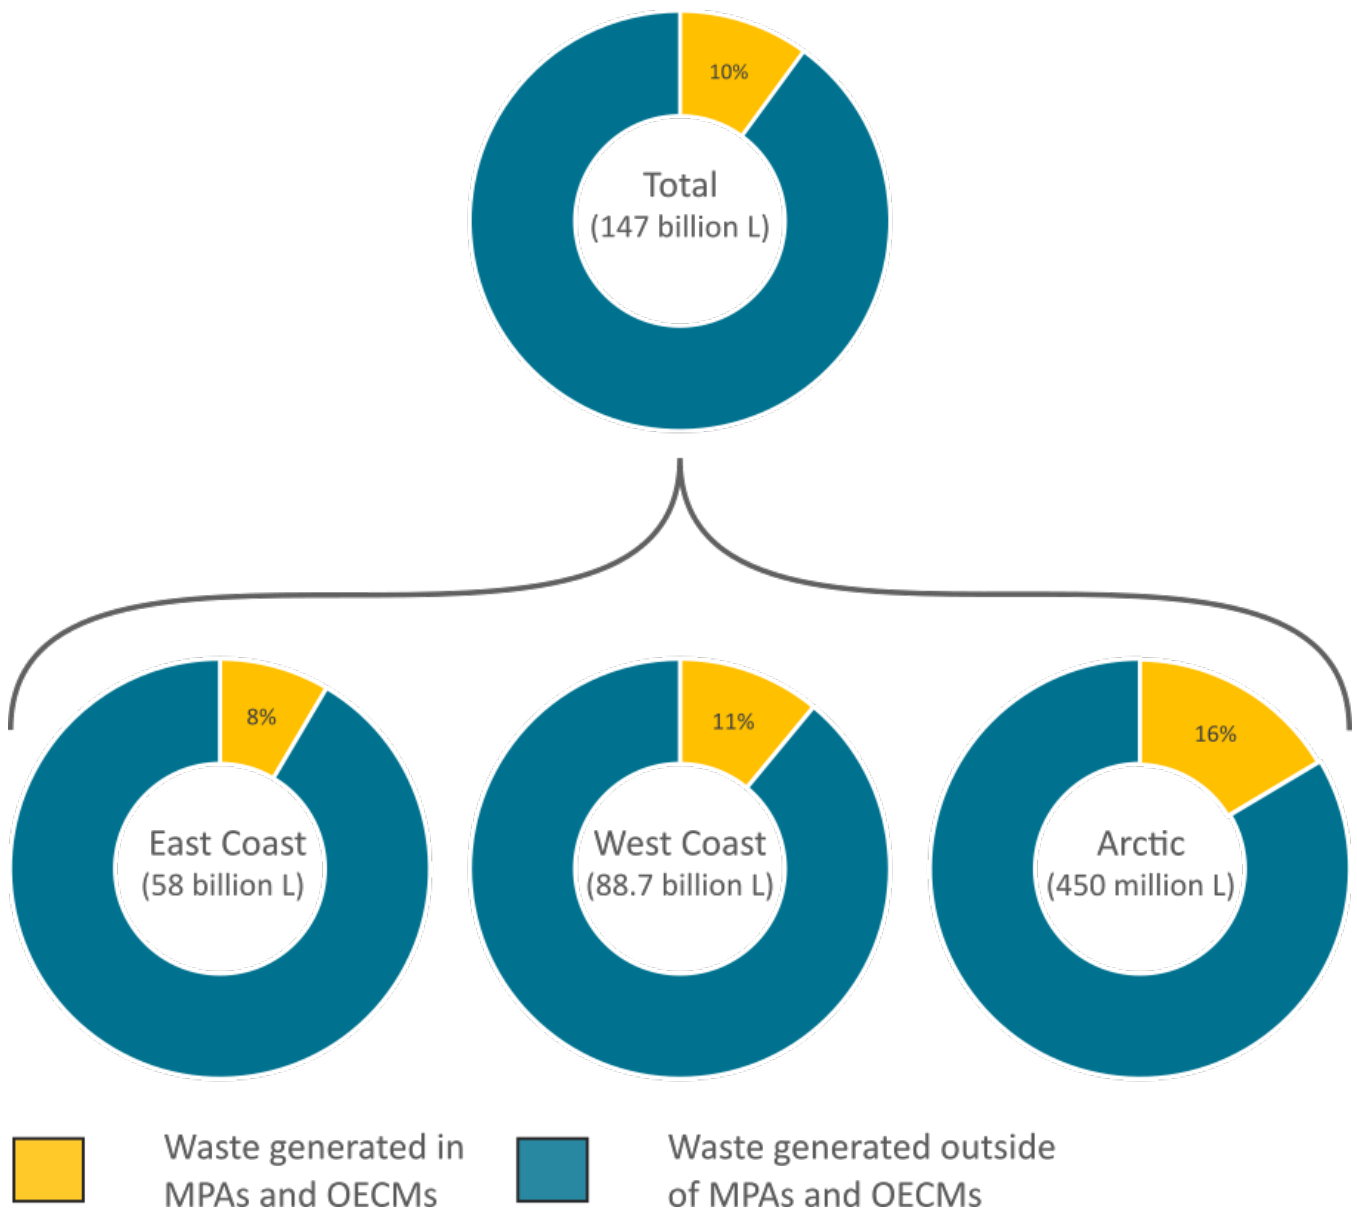 10%
Total
(147 billion L)
8%
East Coast
(58 billion L)
11%
West Coast
(88.7 billion L)
16%
Arctic
(450 million L)
Waste generated in
MPAs and OECMs
Waste generated outside
of MPAs and OECMs